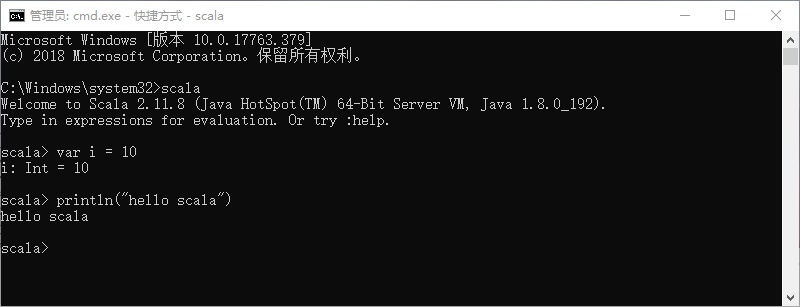 管理员: cmd.exe - 快捷方式 - scala
Microsoft Windows [版本 10.0.17763.379]
(c) 2018 Microsoft Corporation。保留所有权利。
C:\Windows\system32>scala
Welcome to Scala 2.11.8 (Java HotSpot(TM) 64-Bit Server VM, Java 1.8.0_192).
Type in expressions for evaluation. Or try :help.
scala> var i = 10
i: Int = 10
scala> println("hello scala")
hello scala
scala>